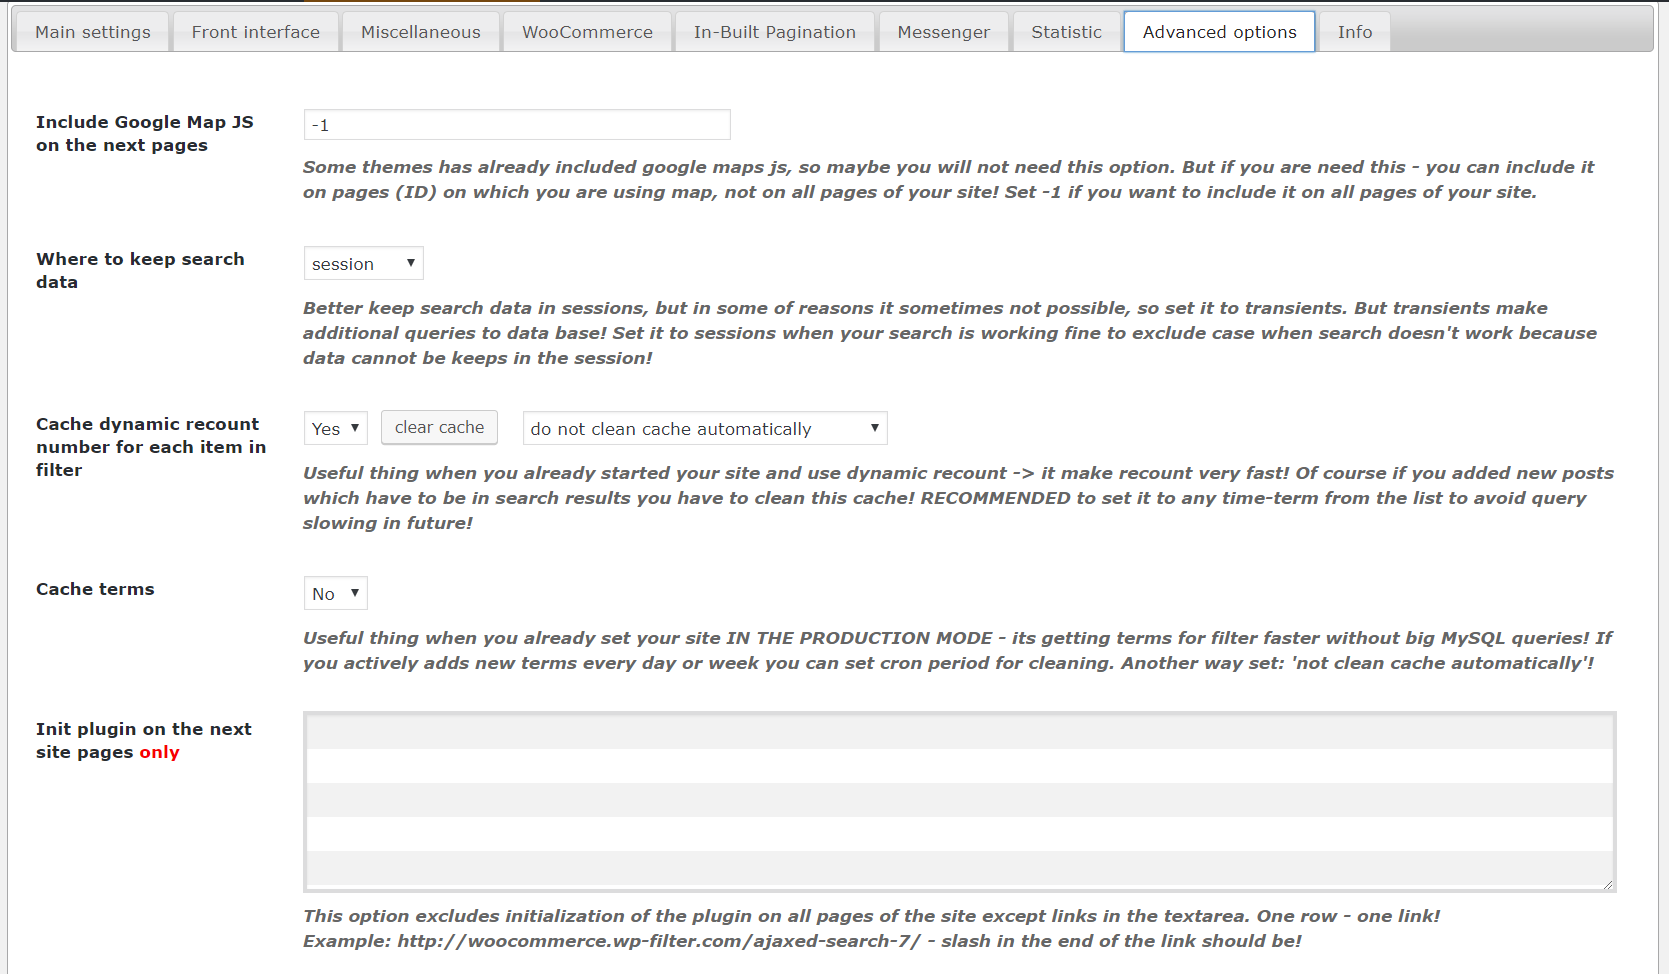 Main settings Front interface Miscellaneous WooCommerce In-Built Pagination Messenger Statistic Advanced options Info
Include Google Map JS
on the next pages
-1
Some themes has already included google maps js, so maybe you will not need this option. But if you are need this - you can include it
on pages (ID) on which you are using map, not on all pages of your site! Set -1 if you want to include it on all pages of your site.
Where to keep search
data
session
Better keep search data in sessions, but in some of reasons it sometimes not possible, so set it to transients. But transients make
additional queries to data base! Set it to sessions when your search is working fine to exclude case when search doesn't work because
data cannot be keeps in the session!
Cache dynamic recount
number for each item in
filter
Yes clear cache do not clean cache automatically
Useful thing when you already started your site and use dynamic recount -> it make recount very fast! Of course if you added new posts
which have to be in search results you have to clean this cache! RECOMMENDED to set it to any time-term from the list to avoid query
slowing in future!
Cache terms
No
Useful thing when you already set your site IN THE PRODUCTION MODE - its getting terms for filter faster without big MySQL queries! If
you actively adds new terms every day or week you can set cron period for cleaning. Another way set: 'not clean cache automatically'!
Init plugin on the next
site pages only
This option excludes initialization of the plugin on all pages of the site except links in the textarea. One row - one link!
Example: http://woocommerce.wp-filter.com/ajaxed-search-7/ - slash in the end of the link should be!